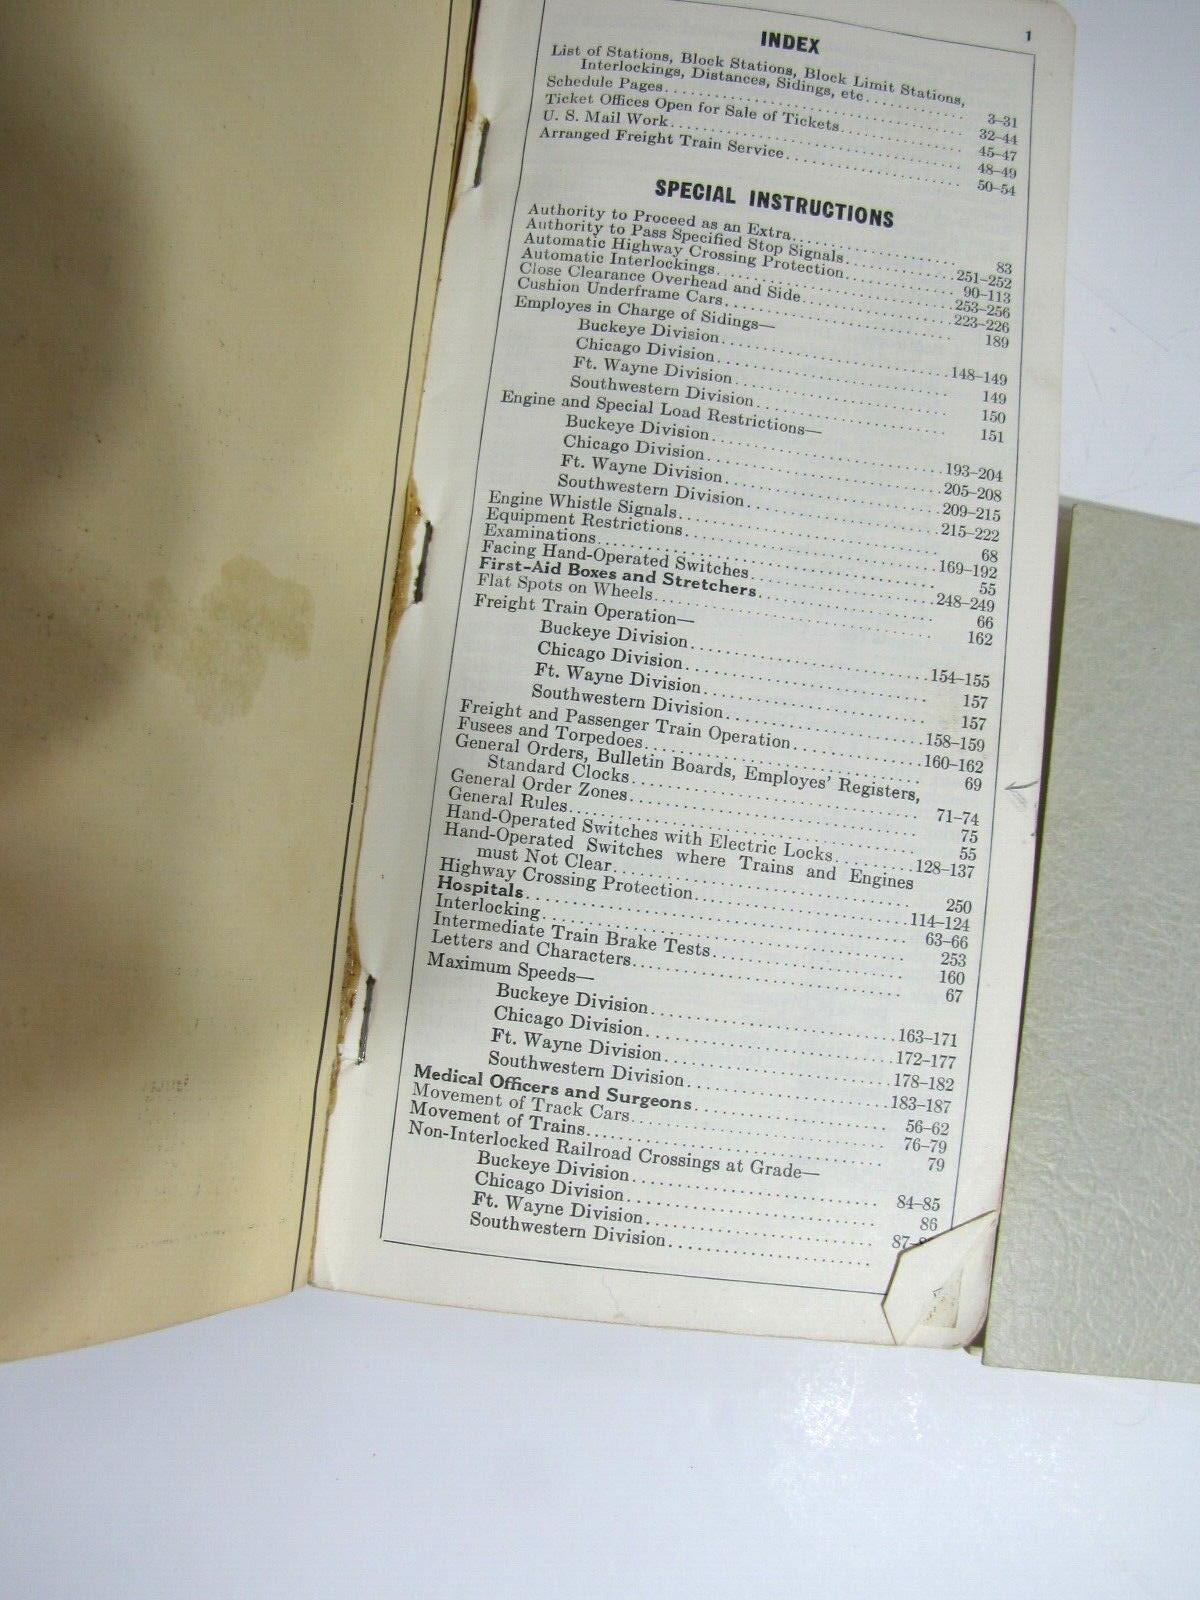 1
INDEX
List of Stations, Block Stations, Block Limit Stations,
Interlockings, Distances, Sidings, etc. 3–31
Schedule Pages 32–44
Ticket Offices Open for Sale of Tickets 45–47
U. S. Mail Work 48–49
Arranged Freight Train Service 50–54
SPECIAL INSTRUCTIONS
Authority to Proceed as an Extra 83
Authority to Pass Specified Stop Signals 251–252
Automatic Highway Crossing Protection 90–113
Automatic Interlockings 253–256
Close Clearance Overhead and Side 223–226
Cushion Underframe Cars 189
Employes in Charge of Sidings—
Buckeye Division 148–149
Chicago Division 149
Ft. Wayne Division 150
Southwestern Division 151
Engine and Special Load Restrictions—
Buckeye Division 193–204
Chicago Division 205–208
Ft. Wayne Division 209–215
Southwestern Division 215–222
Engine Whistle Signals 68
Equipment Restrictions 169–192
Examinations 55
Facing Hand-Operated Switches 248–249
First-Aid Boxes and Stretchers 66
Flat Spots on Wheels 162
Freight Train Operation—
Buckeye Division 154–155
Chicago Division 157
Ft. Wayne Division 157
Southwestern Division 158–159
Freight and Passenger Train Operation 160–162
Fusees and Torpedoes 69
General Orders, Bulletin Boards, Employes' Registers,
Standard Clocks 71–74
General Order Zones 75
General Rules 55
Hand-Operated Switches with Electric Locks 128–137
Hand-Operated Switches where Trains and Engines
must Not Clear 250
Highway Crossing Protection 114–124
Hospitals 63–66
Interlocking 253
Intermediate Train Brake Tests 160
Letters and Characters 67
Maximum Speeds—
Buckeye Division 163–171
Chicago Division 172–177
Ft. Wayne Division 178–182
Southwestern Division 183–187
Medical Officers and Surgeons 56–62
Movement of Track Cars 76–79
Movement of Trains 79
Non-Interlocked Railroad Crossings at Grade—
Buckeye Division 84–85
Chicago Division 86
Ft. Wayne Division 87–
Southwestern Division